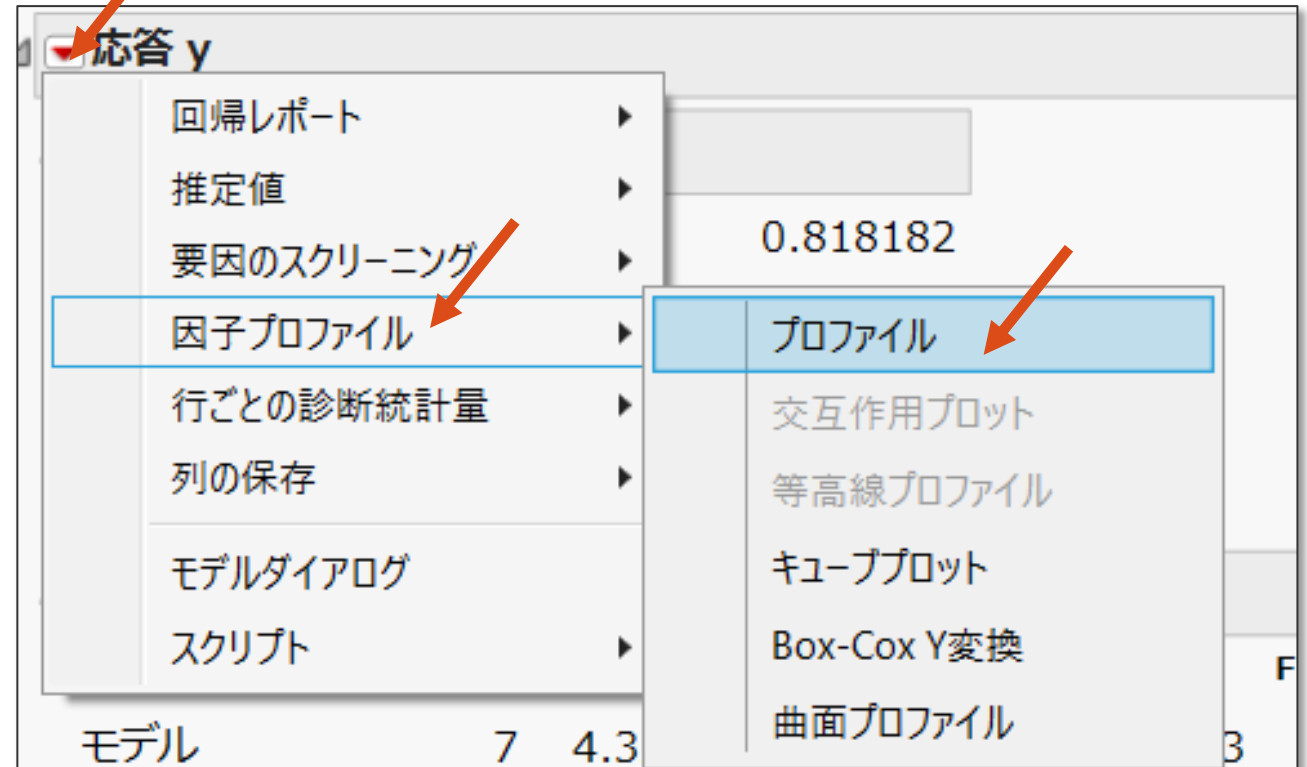 応答 y
回帰レポート
推定値
0.818182
要因のスクリーニング
因子プロファイル
プロファイル
行ごとの診断統計量
交互作用プロット
列の保存
等高線プロファイル
モデルダイアログ
キューブプロット
スクリプト
Box-Cox Y変換
F
曲面プロファイル
モデル 7 4.3 3